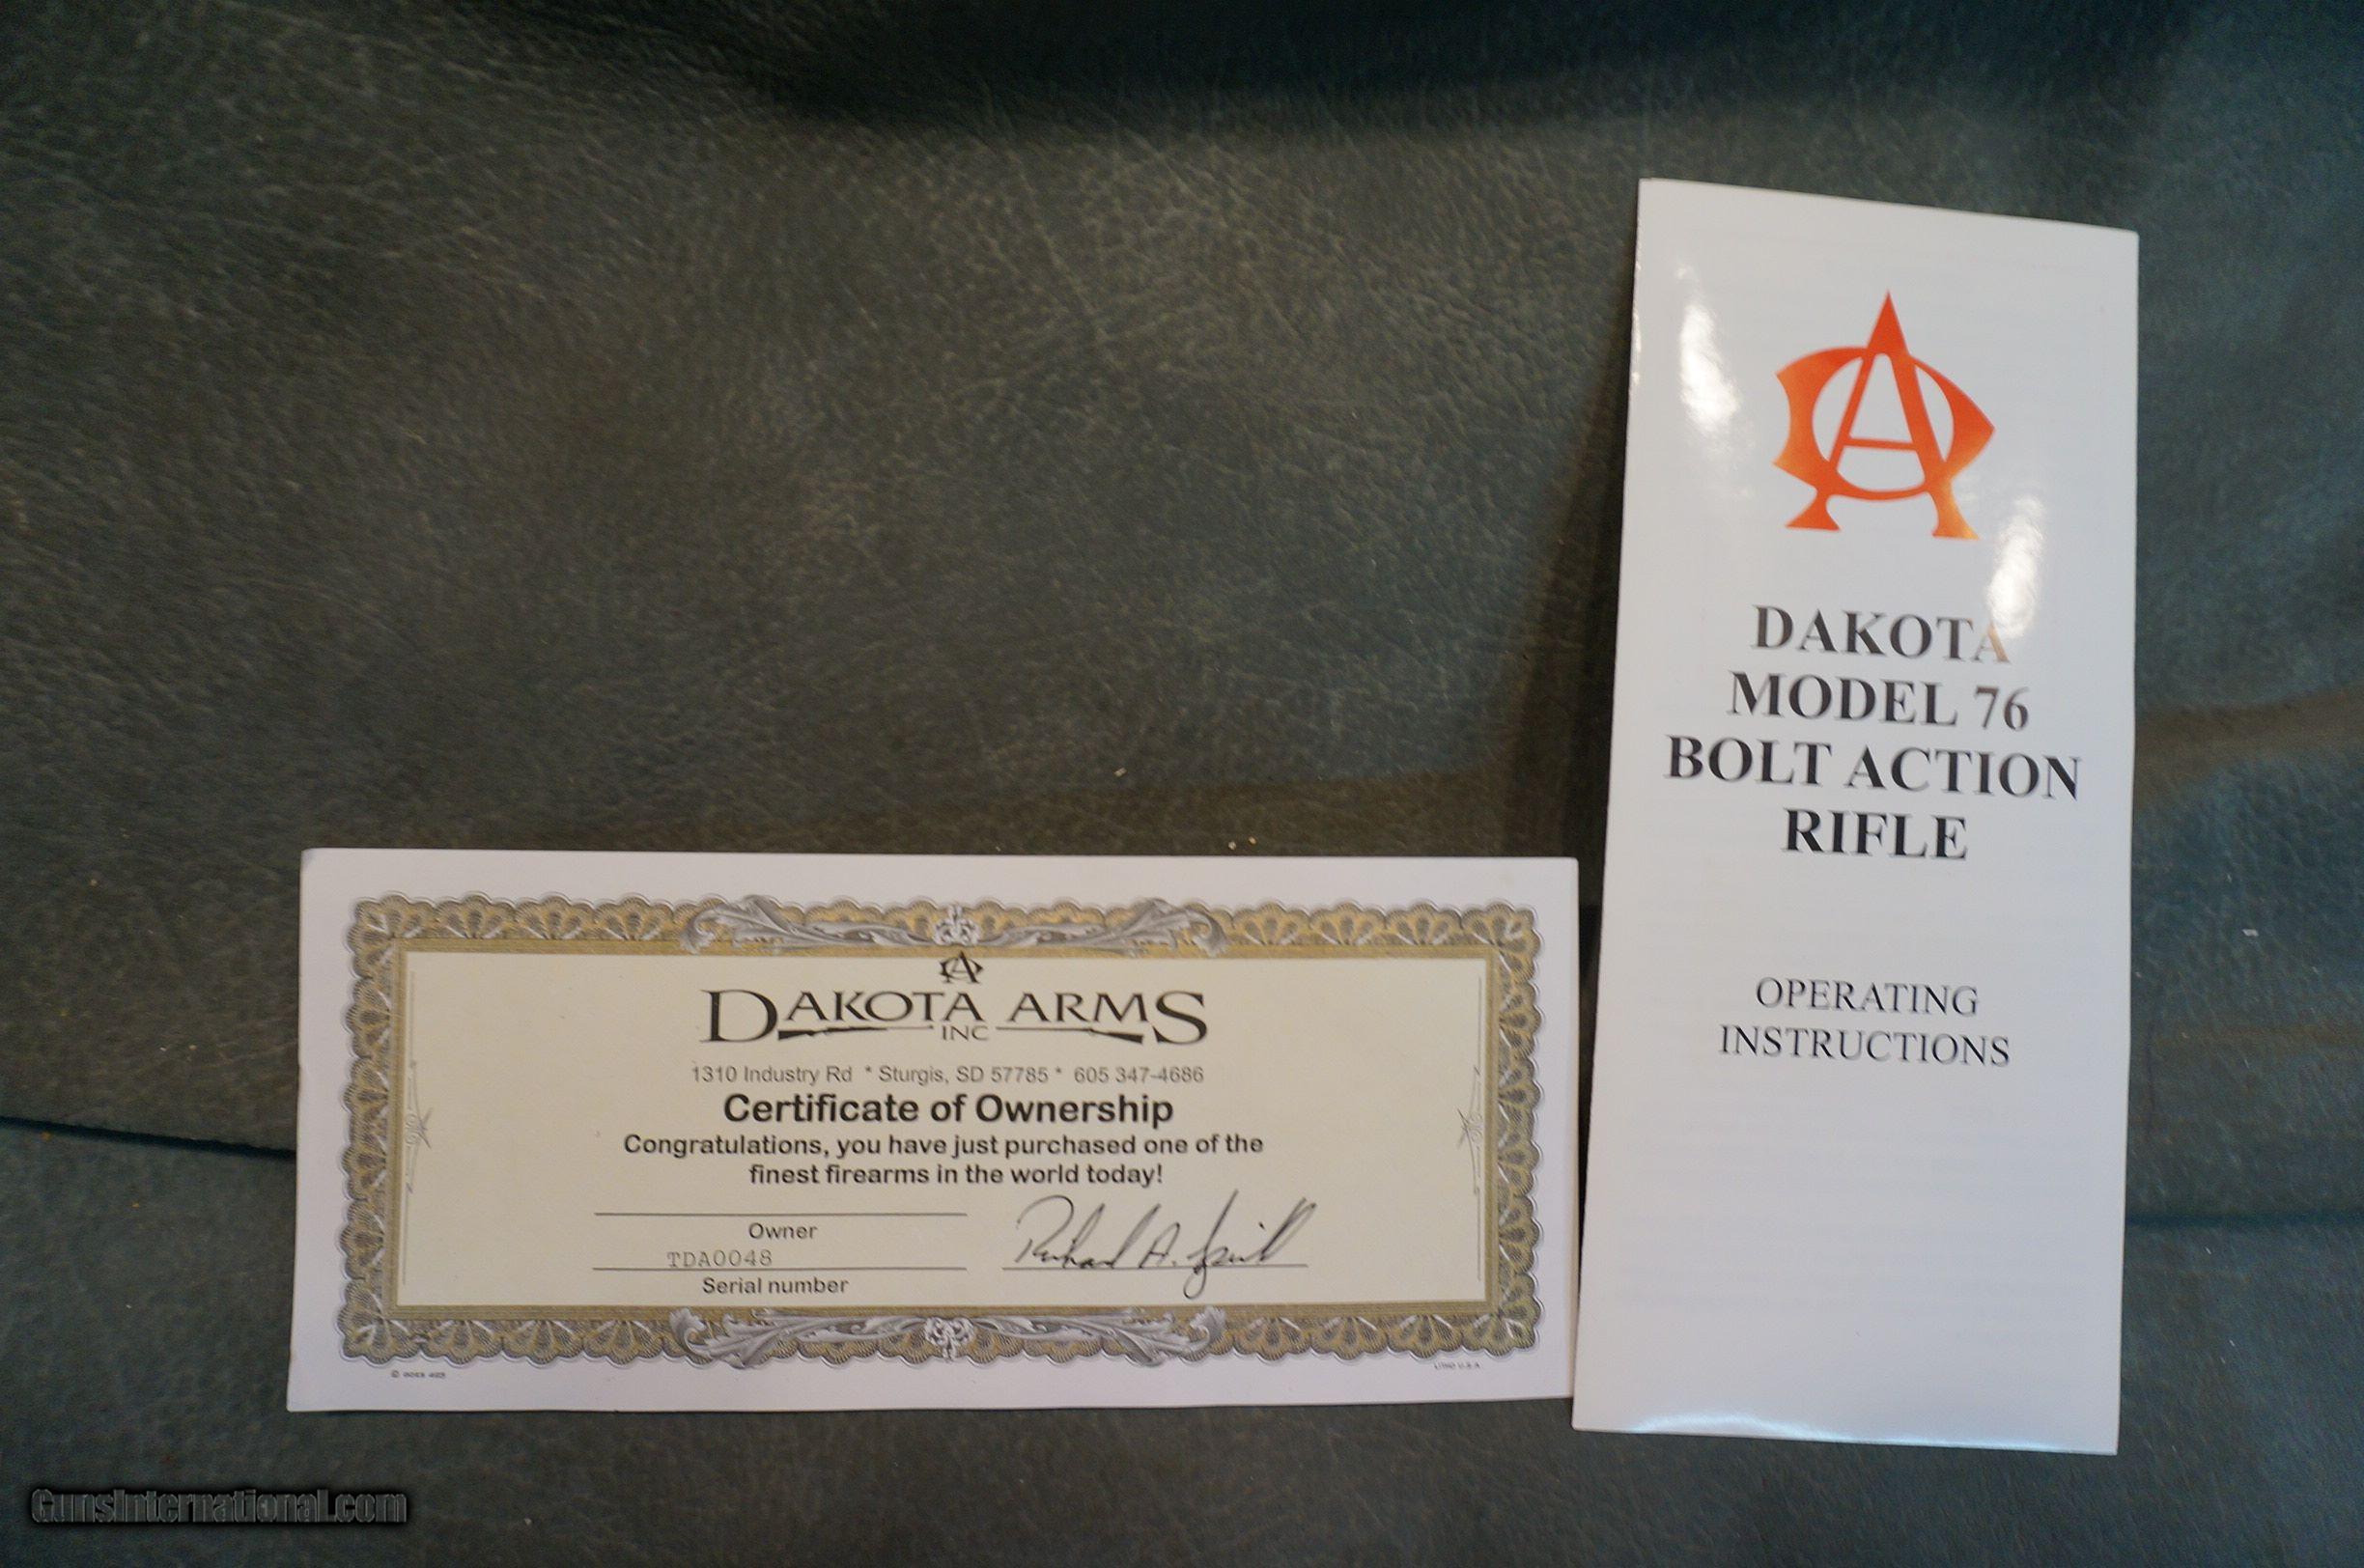 DAKOTA ARMS
INC
1310 Industry Rd * Sturgis, SD 57785 * 605 347-4686
Certificate of Ownership
Congratulations, you have just purchased one of the
finest firearms in the world today!
Owner
TDA0048
Serial number
LITHO U.S.A.
DAKOTA
MODEL 76
BOLT ACTION
RIFLE
OPERATING
INSTRUCTIONS
GunsInternational.com